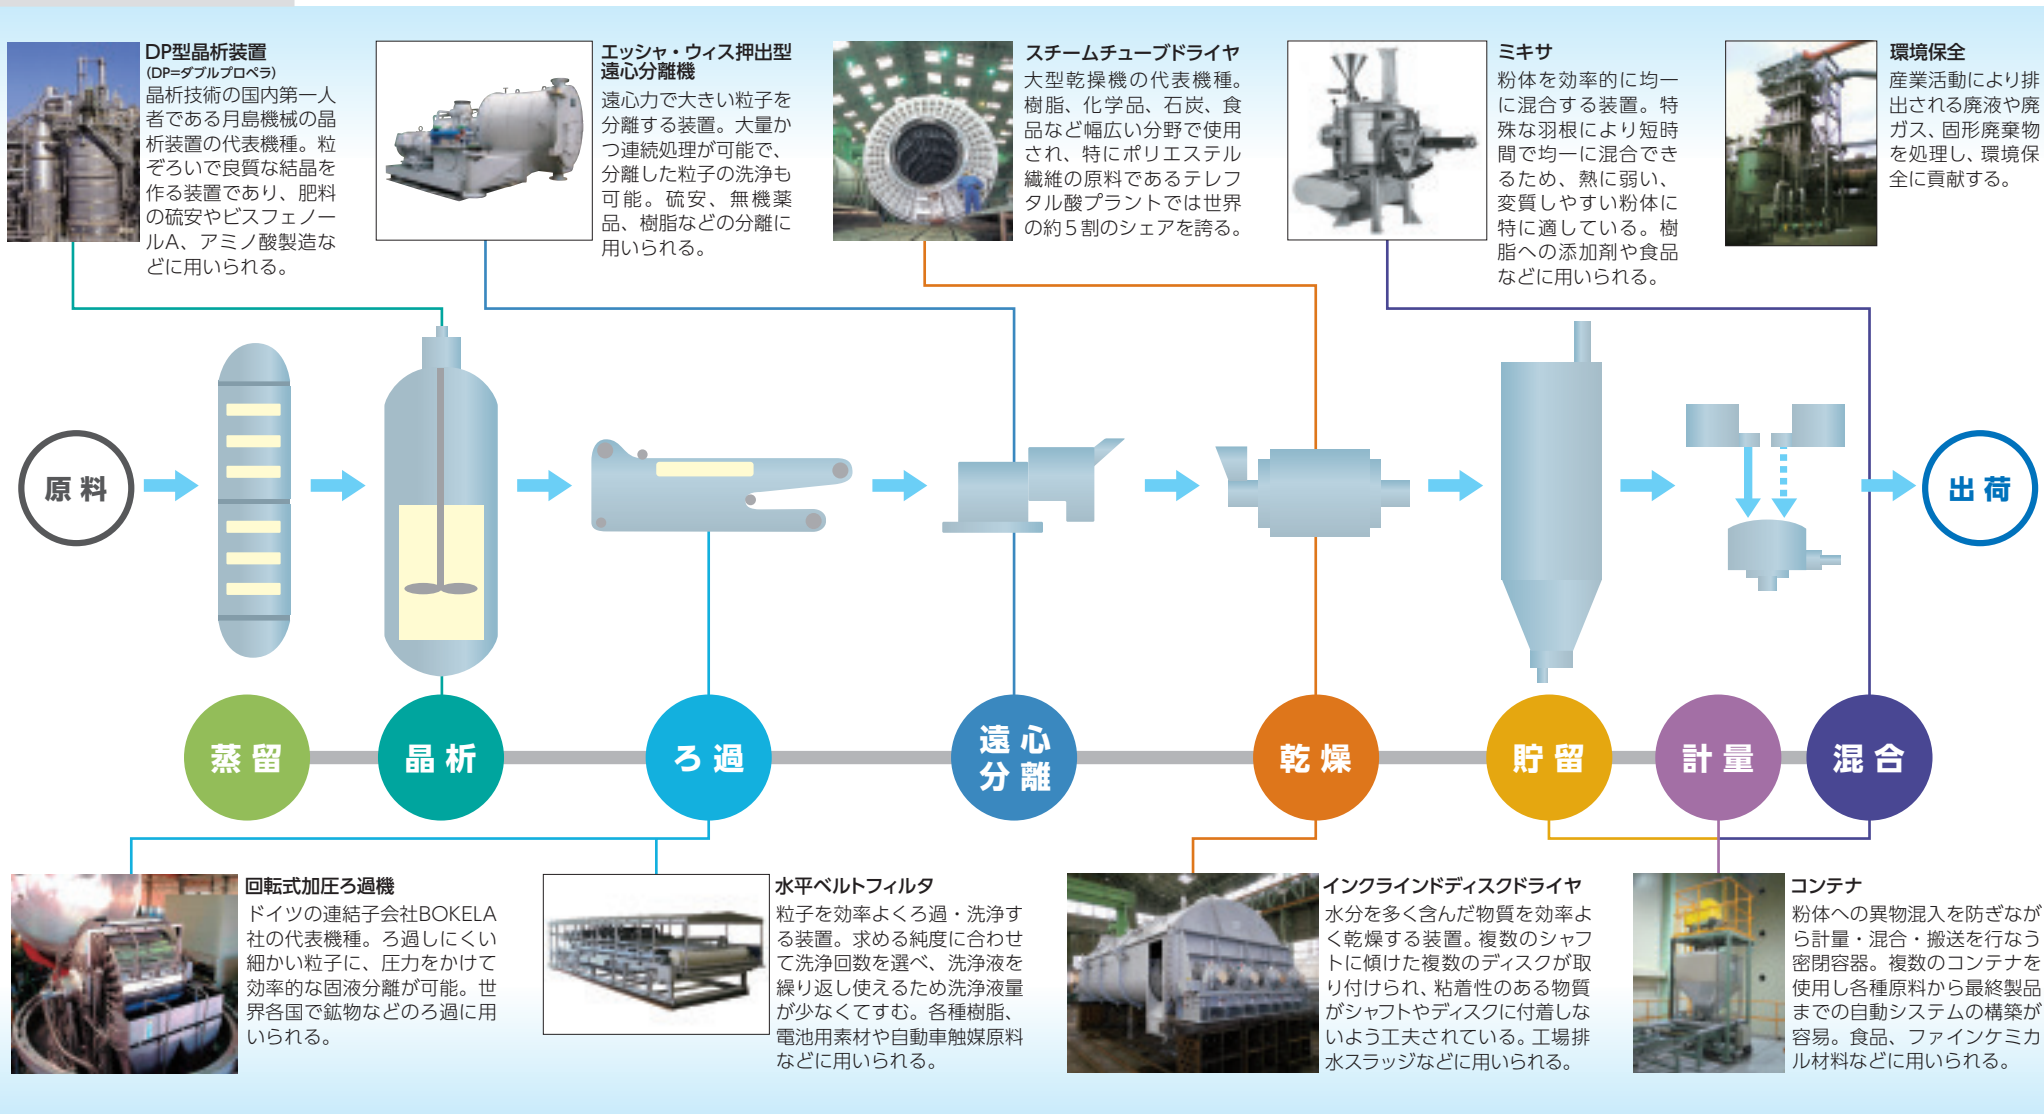 DP型晶析装置
(DP=ダブルプロペラ)
晶析技術の国内第一人
者である月島機械の晶
析装置の代表機種。粒
ぞろいで良質な結晶を
作る装置であり、肥料
の硫安やビスフェノー
ルA、アミノ酸製造な
どに用いられる。
エッシャ・ウィス押出型
遠心分離機
遠心力で大きい粒子を
分離する装置。大量か
つ連続処理が可能で、
分離した粒子の洗浄も
可能。硫安、無機薬
品、樹脂などの分離に
用いられる。
スチームチューブドライヤ
大型乾操機の代表機種。
樹脂、化学品、石炭、食
品など幅広い分野で使用
され、特にポリエステル
繊維の原料であるテレフ
タル酸プラントでは世界
の約5割のシェアを誇る。
ミキサ
粉体を効率的に均一
に混合する装置。特
殊な羽根により短時
間で均一に混合でき
るため、熱に弱い、
変質しやすい粉体に
特に適している。樹
脂への添加剤や食品
などに用いられる。
環境保全
産業活動により排
出される廃液や廃
ガス、固形廃棄物
を処理し、環境保
全に貢献する。
原料
出荷
蒸留
晶析
ろ過
遠心
分離
乾燥
貯留
計量
混合
回転式加圧ろ過機
ドイツの連結子会社BOKELA
社の代表機種。ろ過しにくい
細かい粒子に、圧力をかけて
効率的な固液分離が可能。世
界各国で鉱物などのろ過に用
いられる。
水平ベルトフィルタ
粒子を効率よくろ過・洗浄す
る装置。求める純度に合わせ
て洗浄回数を選べ、洗浄液を
繰り返し使えるため洗浄液量
が少なくてすむ。各種樹脂、
電池用素材や自動車触媒原料
などに用いられる。
インクラインドディスクドライヤ
水分を多く含んだ物質を効率よ
く乾燥する装置。複数のシャフ
トに傾けた複数のディスクが取
り付けられ、粘着性のある物質
がシャフトやディスクに付着しな
いよう工夫されている。工場排
水スラッジなどに用いられる。
コンテナ
粉体への異物混入を防ぎなが
ら計量・混合・搬送を行なう
密閉容器。複数のコンテナを
使用し各種原料から最終製品
までの自動システムの構築が
容易。食品、ファインケミカ
ル材料などに用いられる。